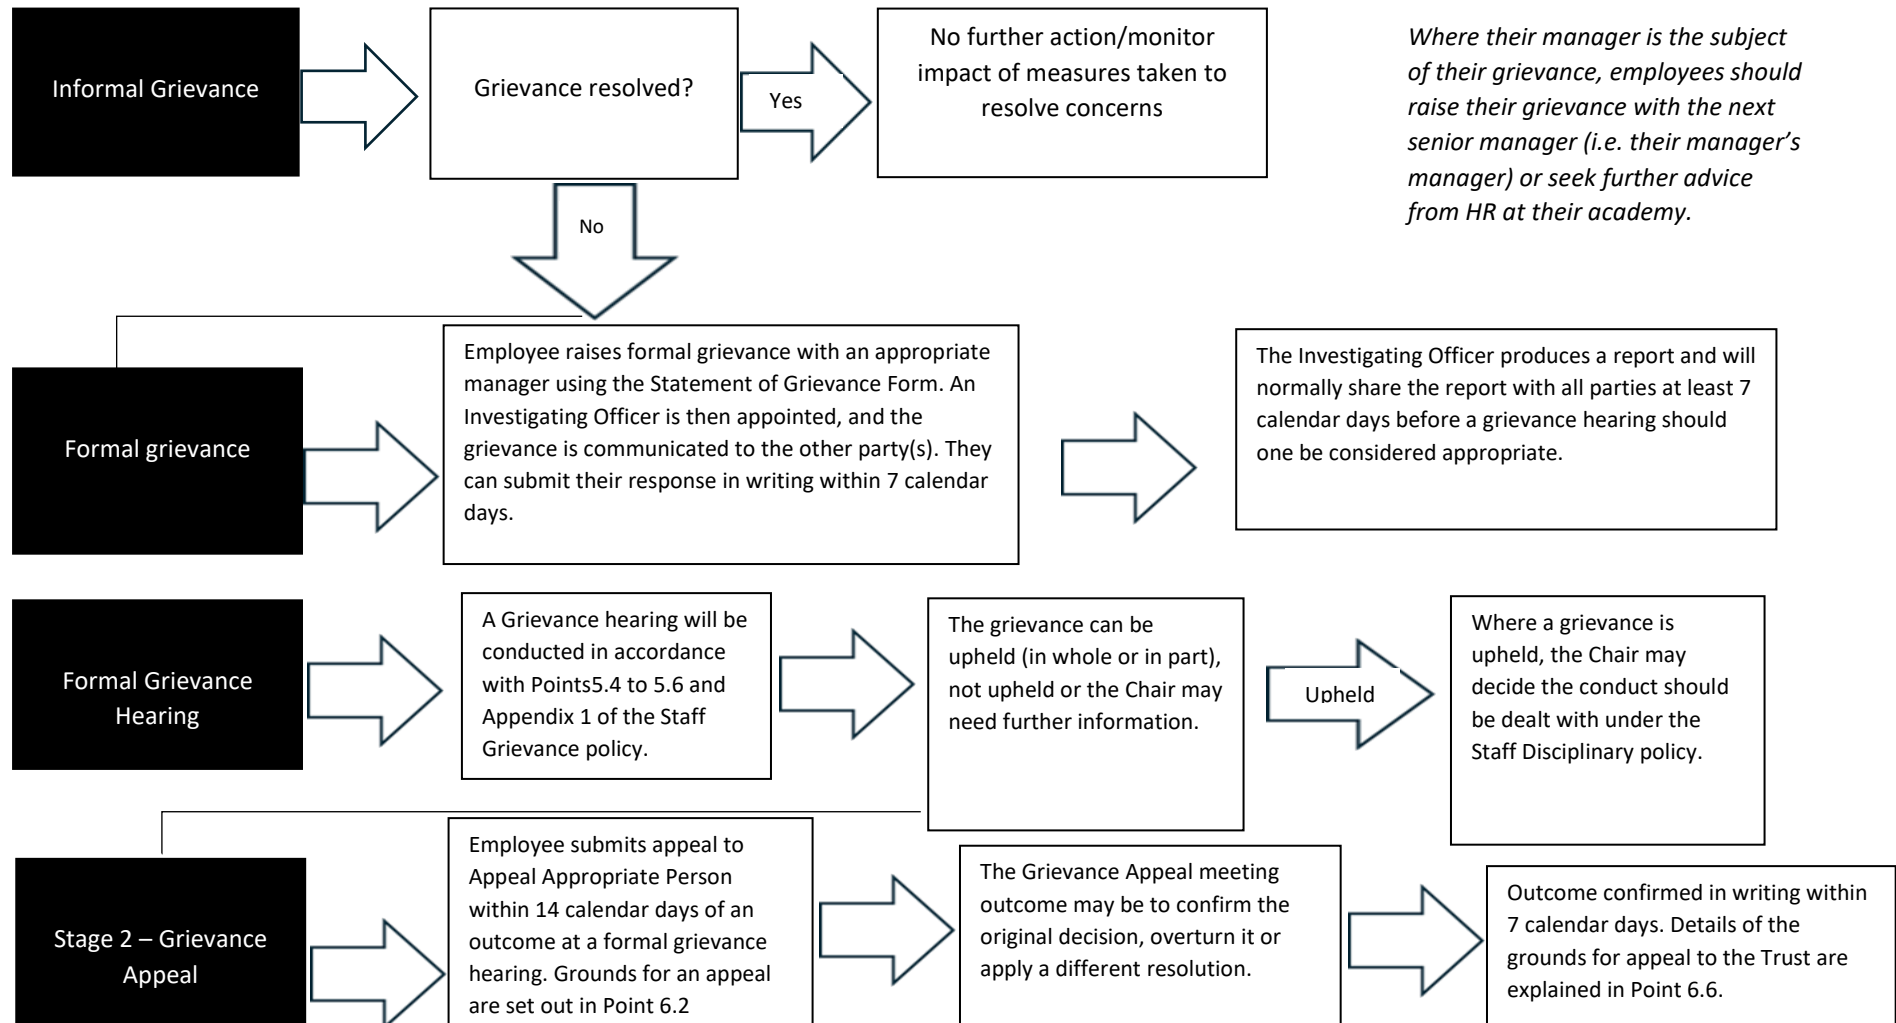 Informal Grievance
Grievance resolved?
Yes
No further action/monitor
impact of measures taken to
resolve concerns
Where their manager is the subject
of their grievance, employees should
raise their grievance with the next
senior manager (i.e. their manager’s
manager) or seek further advice
from HR at their academy.
No
Formal grievance
Employee raises formal grievance with an appropriate
manager using the Statement of Grievance Form. An
Investigating Officer is then appointed, and the
grievance is communicated to the other party(s). They
can submit their response in writing within 7 calendar
days.
The Investigating Officer produces a report and will
normally share the report with all parties at least 7
calendar days before a grievance hearing should
one be considered appropriate.
Formal Grievance
Hearing
A Grievance hearing will be
conducted in accordance
with Points5.4 to 5.6 and
Appendix 1 of the Staff
Grievance policy.
The grievance can be
upheld (in whole or in part),
not upheld or the Chair may
need further information.
Upheld
Where a grievance is
upheld, the Chair may
decide the conduct should
be dealt with under the
Staff Disciplinary policy.
Stage 2 – Grievance
Appeal
Employee submits appeal to
Appeal Appropriate Person
within 14 calendar days of an
outcome at a formal grievance
hearing. Grounds for an appeal
are set out in Point 6.2
The Grievance Appeal meeting
outcome may be to confirm the
original decision, overturn it or
apply a different resolution.
Outcome confirmed in writing within
7 calendar days. Details of the
grounds for appeal to the Trust are
explained in Point 6.6.